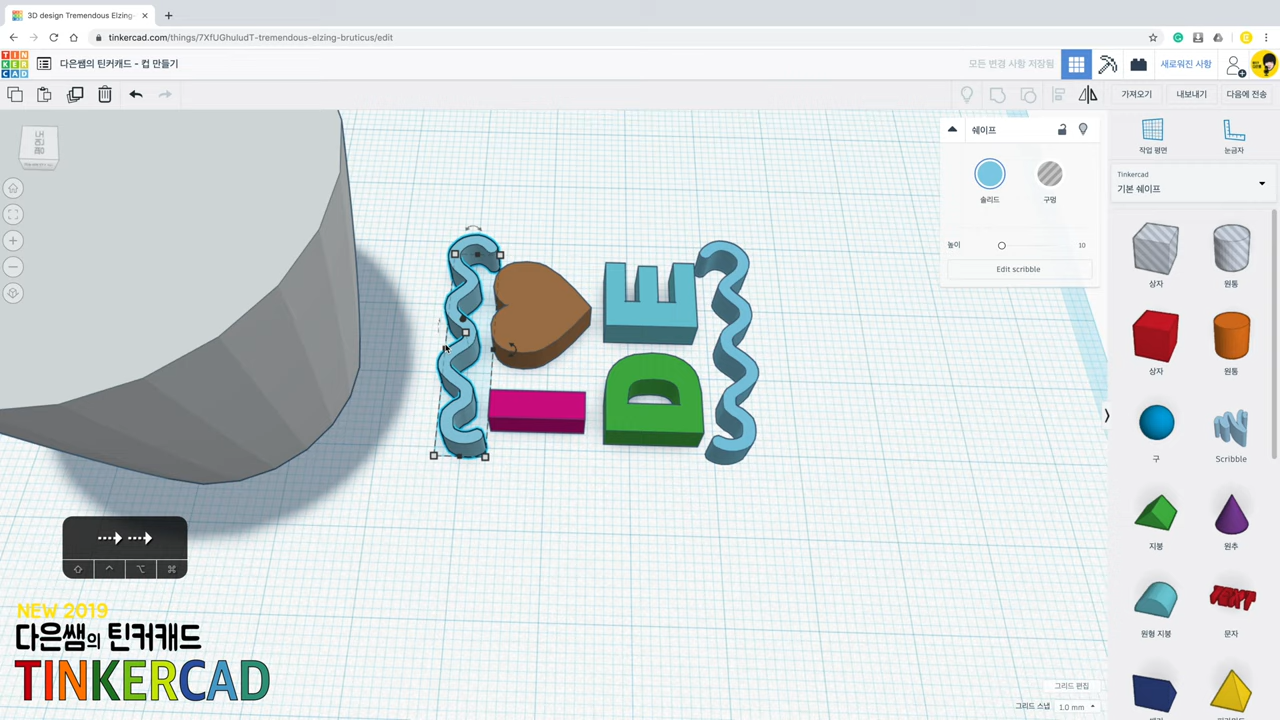 3D design Tremendous Elzing-
tinkercad.com/things/7XfUGhuludT-tremendous-elzing-bruticus/edit
TIN
KER
CAD
다은쌤의 틴커캐드 - 컵 만들기
모든 변경 사항 저장됨
새로워진 사항
가져오기
내보내기
다음에 전송
쉐이프
솔리드
구멍
높이
10
Edit scribble
작업 평면
눈금자
Tinkercad
기본 쉐이프
상자
원통
상자
원통
구
Scribble
지붕
원추
원형 지붕
TEXT
문자
E
I
D
NEW 2019
다은쌤의 틴커캐드
TINKERCAD
그리드 편집
그리드 스냅
1.0 mm